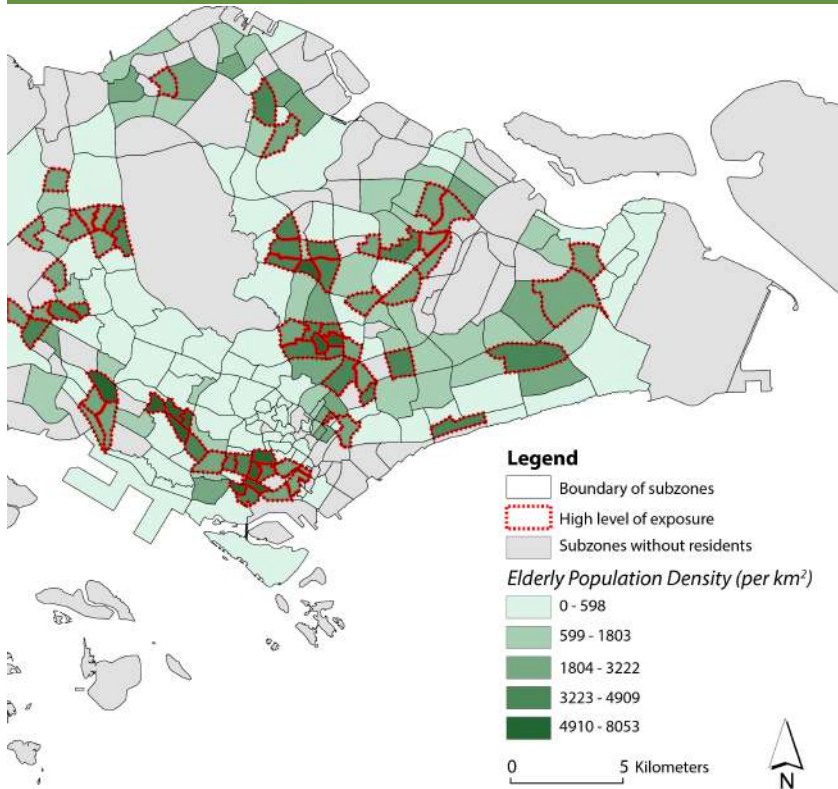 Legend
Boundary of subzones
High level of exposure
Subzones without residents
Elderly Population Density (per km²)
0 - 598
599 - 1803
1804 - 3222
3223 - 4909
4910 - 8053
0 5 Kilometers
N